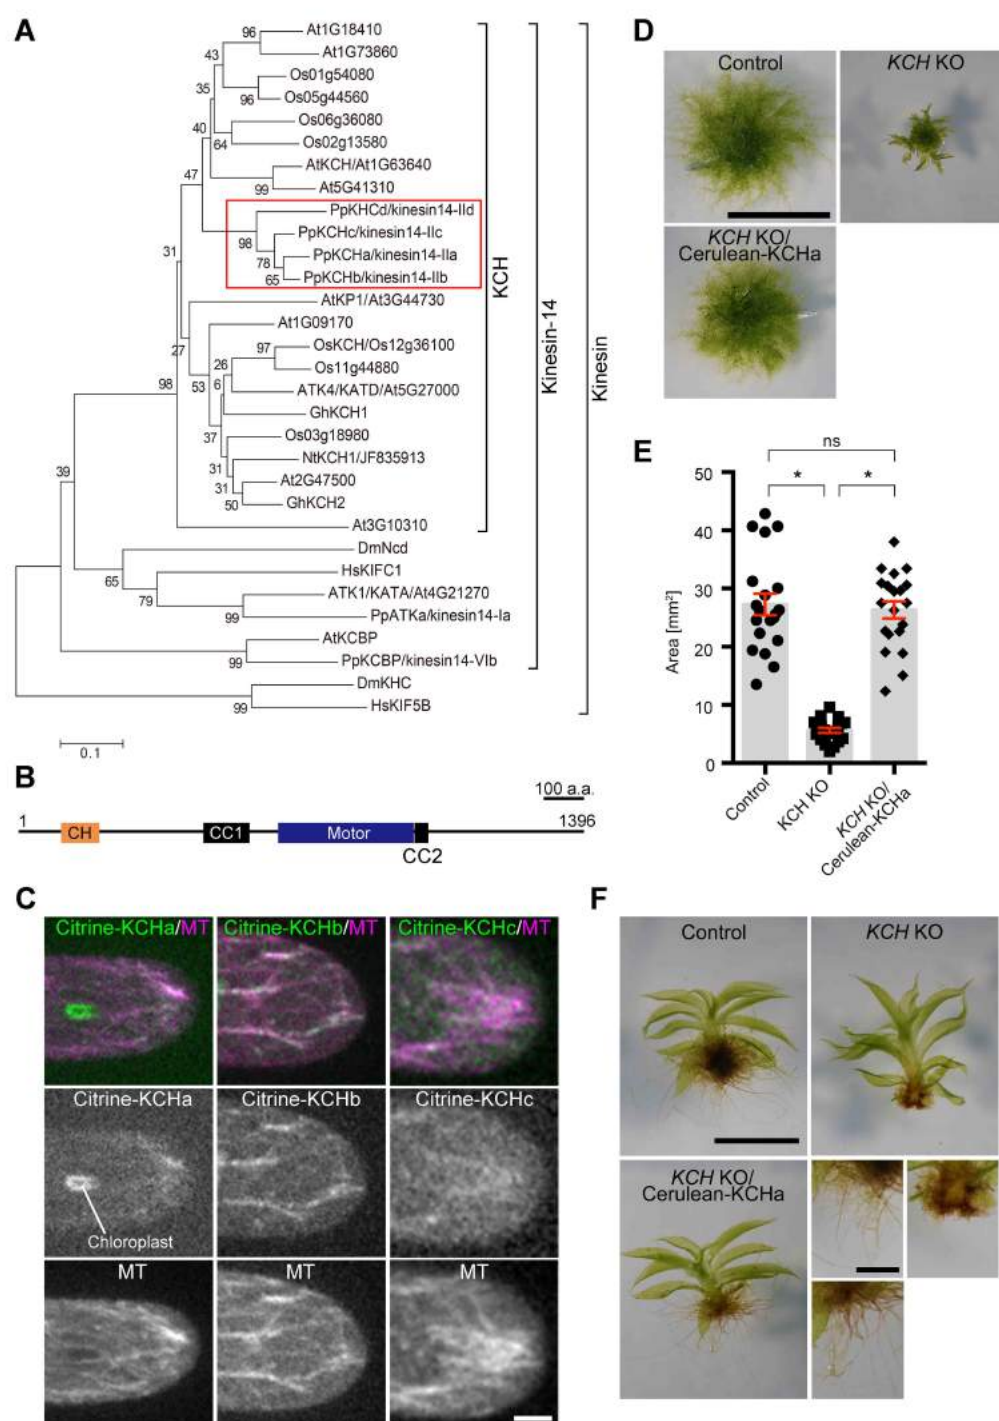 A
At1G18410
At1G73860
Os01g54080
Os05g44560
Os06g36080
Os02g13580
AtKCH/At1G63640
At5G41310
PpKHCd/kinesin14-IId
PpKCHc/kinesin14-IIc
PpKCHa/kinesin14-IIa
PpKCHb/kinesin14-IIb
AtKP1/At3G44730
At1G09170
OsKCH/Os12g36100
Os11g44880
ATK4/KATD/At5G27000
GhKCH1
Os03g18980
NtKCH1/JF835913
At2G47500
GhKCH2
At3G10310
DmNcd
HsKIFC1
ATK1/KATA/At4G21270
PpATKa/kinesin14-Ia
AtKCBP
PpKCBP/kinesin14-VIb
DmKHC
HsKIF5B
96
43
35
96
40
64
47
99
98
78
65
31
27
97
26
6
53
98
37
31
31
50
39
65
79
99
99
99
0.1
KCH
Kinesin-14
Kinesin
B
100 a.a.
1
1396
CH
CC1
Motor
CC2
C
Citrine-KCHa/MT
Citrine-KCHb/MT
Citrine-KCHc/MT
Citrine-KCHa
Citrine-KCHb
Citrine-KCHc
Chloroplast
MT
MT
MT
D
Control
KCH KO
KCH KO/
Cerulean-KCHa
E
ns
*
*
50
40
30
20
10
0
Area [mm²]
Control
KCH KO
KCH KO/
Cerulean-KCHa
F
Control
KCH KO
KCH KO/
Cerulean-KCHa